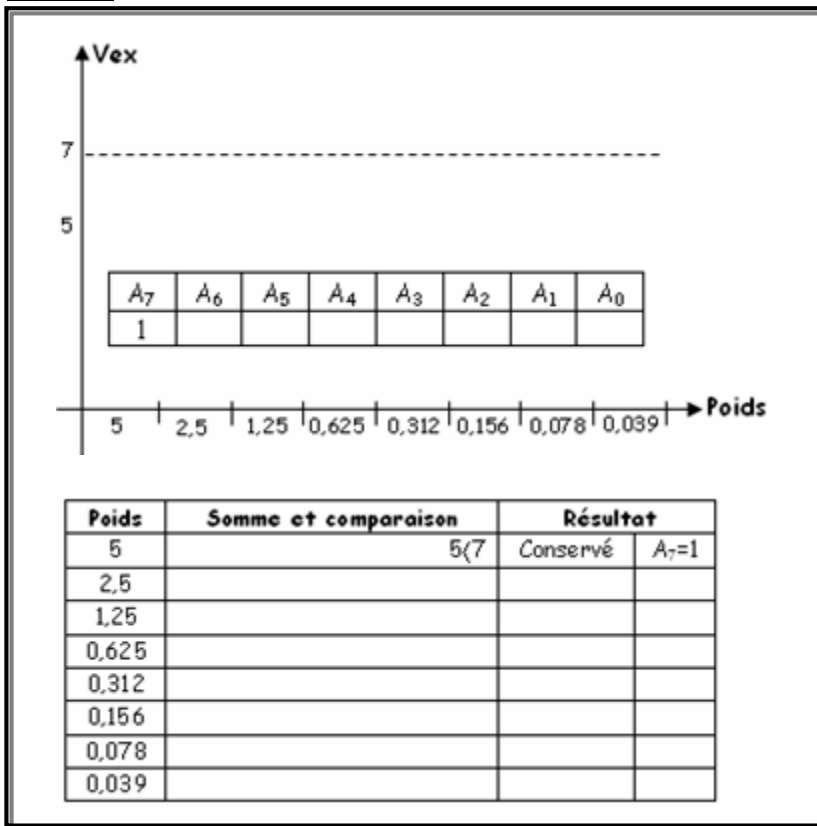 Vex
7
5
A7 A6 A5 A4 A3 A2 A1 A0
1
Poids
5 2,5 1,25 0,625 0,312 0,156 0,078 0,039
Poids Somme et comparaison Résultat
5 5⟨7 Conservé A7=1
2,5
1,25
0,625
0,312
0,156
0,078
0,039